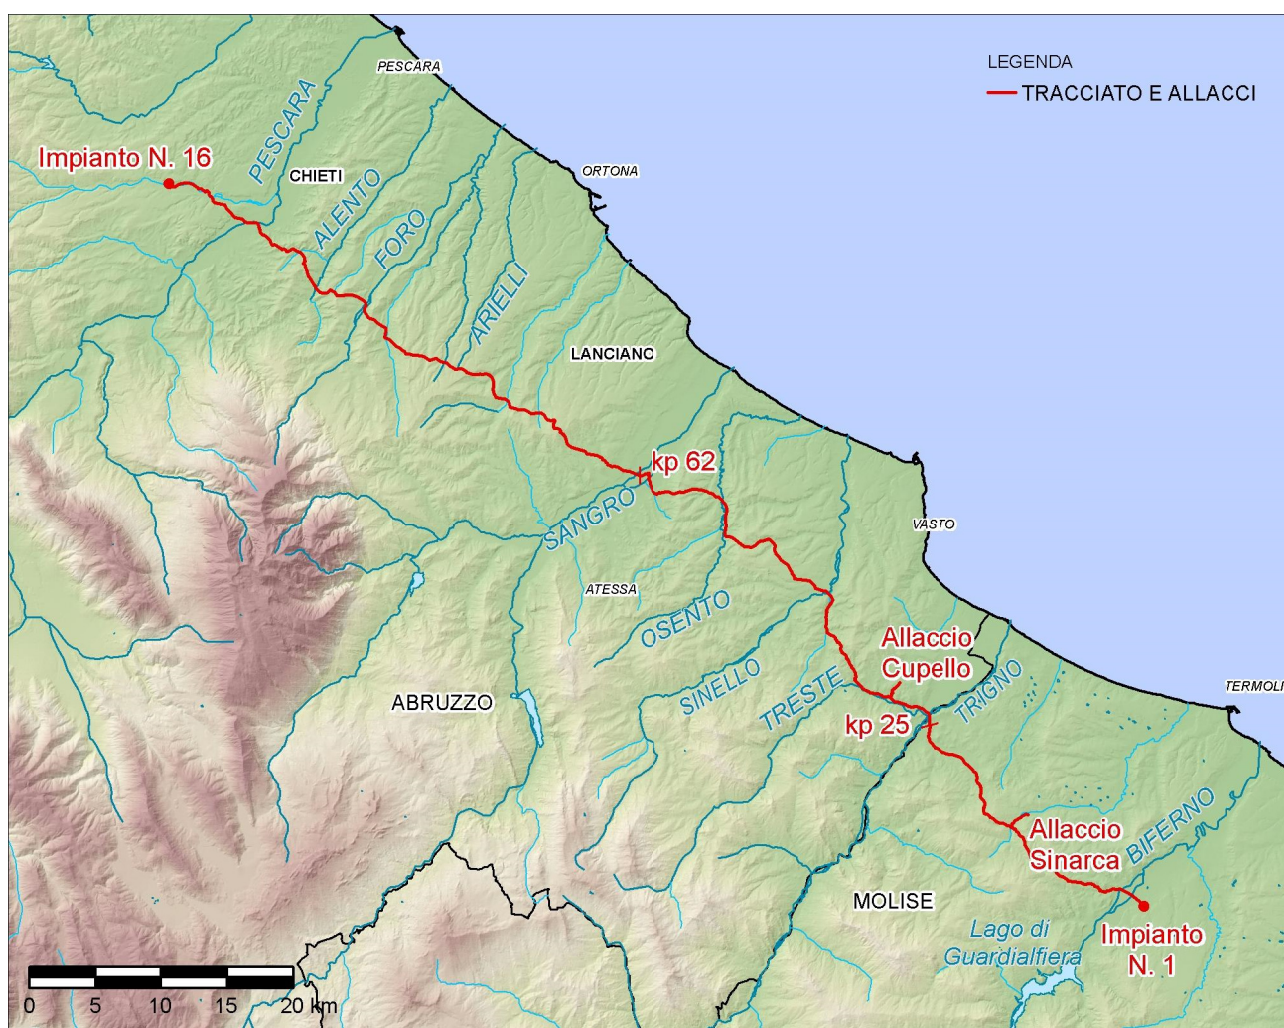 PESCARA
LEGENDA
TRACCIATO E ALLACCI
PESCARA
Impianto N. 16
CHIETI
ORTONA
ALENTO
FORO
ARIELLI
LANCIANO
kp 62
SANGRO
VASTO
ATESSA
OSENTO
Allaccio
Cupello
SINELLO
TRESTE
TRIGNO
TERMOLI
ABRUZZO
kp 25
BIFERNO
Allaccio
Sinarca
MOLISE
Lago di
Guardialfiera
Impianto
N. 1
0 5 10 15 20 km